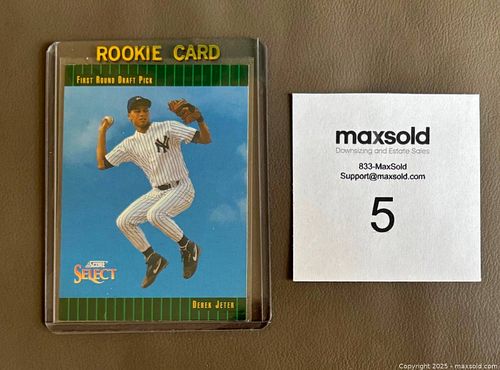 ROOKIE CARD
FIRST ROUND DRAFT PICK
NY
SCORE
SELECT
DEREK JETER
maxsold
Downsizing and Estate Sales
833-MaxSold
Support@maxsold.com
5
Copyright © 2025 - maxsold.com